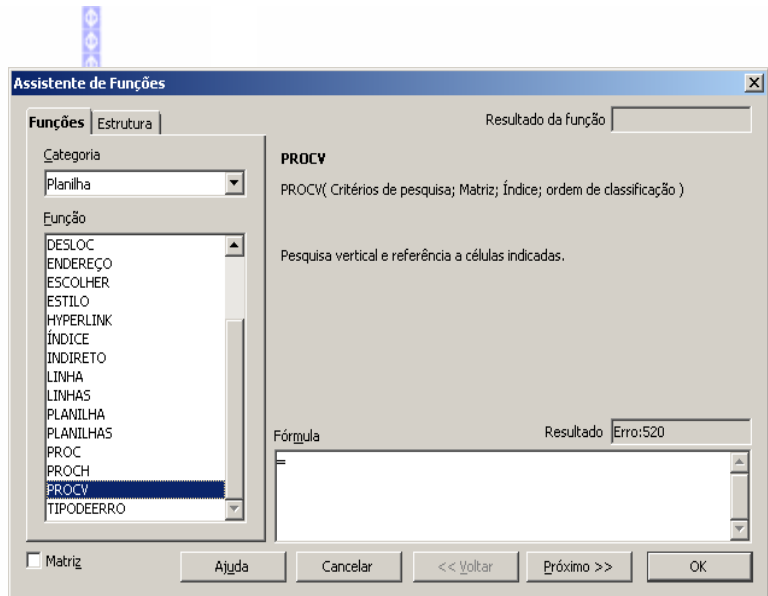 Assistente de Funções
Funções
Estrutura
Resultado da função
Categoria
Planilha
Função
DESLOC
ENDEREÇO
ESCOLHER
ESTILO
HYPERLINK
ÍNDICE
INDIRETO
LINHA
LINHAS
PLANILHA
PLANILHAS
PROC
PROCH
PROCV
TIPODEERRO
PROCV
PROCV( Critérios de pesquisa; Matriz; Índice; ordem de classificação )
Pesquisa vertical e referência a células indicadas.
Fórmula
Resultado Erro:520
=
Matriz
Ajuda
Cancelar
<< Voltar
Próximo >>
OK